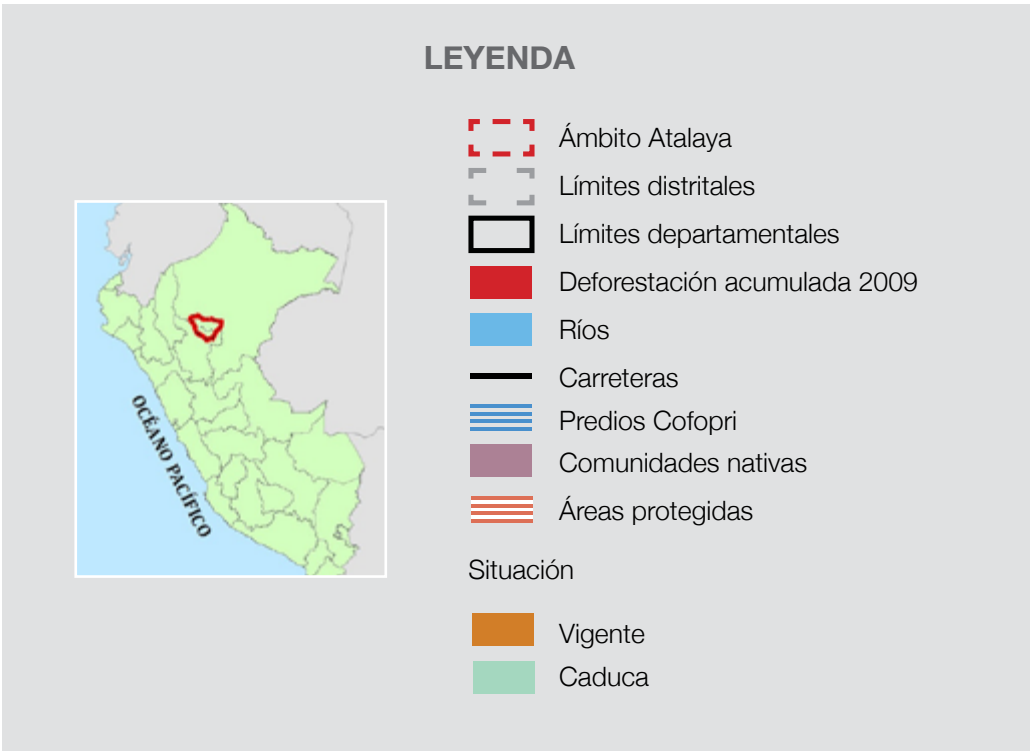 LEYENDA
Ámbito Atalaya
Límites distritales
Límites departamentales
Deforestación acumulada 2009
Ríos
Carreteras
Predios Cofopri
Comunidades nativas
Áreas protegidas
Situación
Vigente
Caduca
OCÉANO PACÍFICO